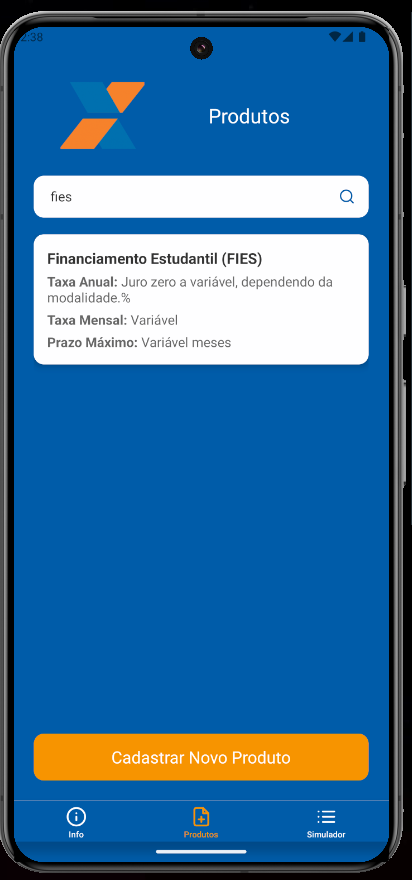 2:38
Produtos
fies
Financiamento Estudantil (FIES)
Taxa Anual: Juro zero a variável, dependendo da
modalidade.%
Taxa Mensal: Variável
Prazo Máximo: Variável meses
Cadastrar Novo Produto
Info
Produtos
Simulador